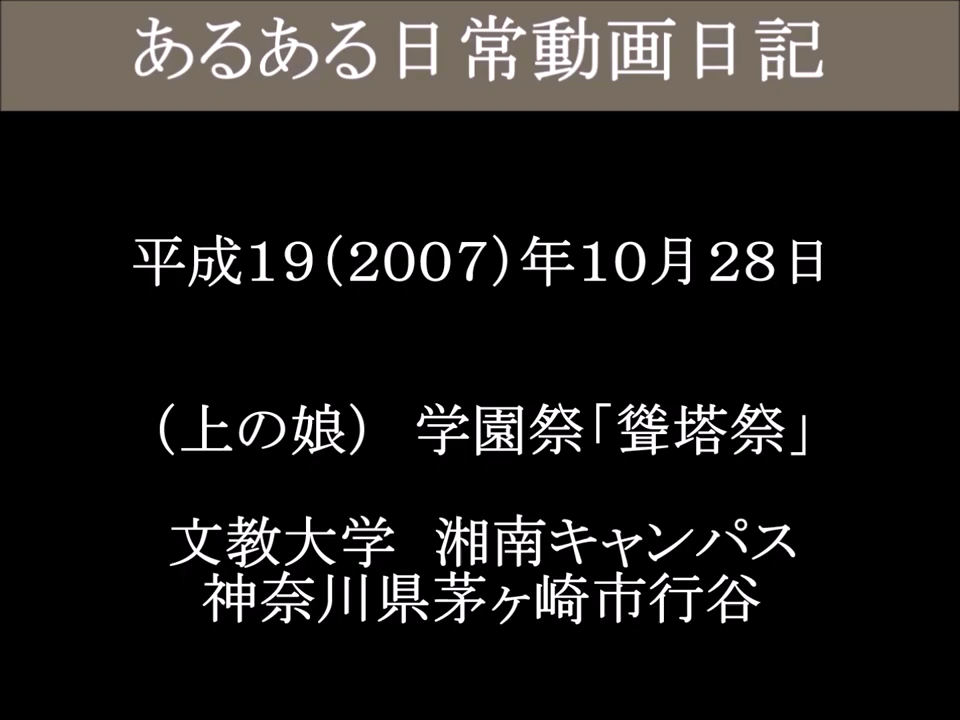 あるある日常動画日記
平成１９（２００７）年１０月２８日
（上の娘）　学園祭「聳塔祭」
文教大学　湘南キャンパス
神奈川県茅ヶ崎市行谷